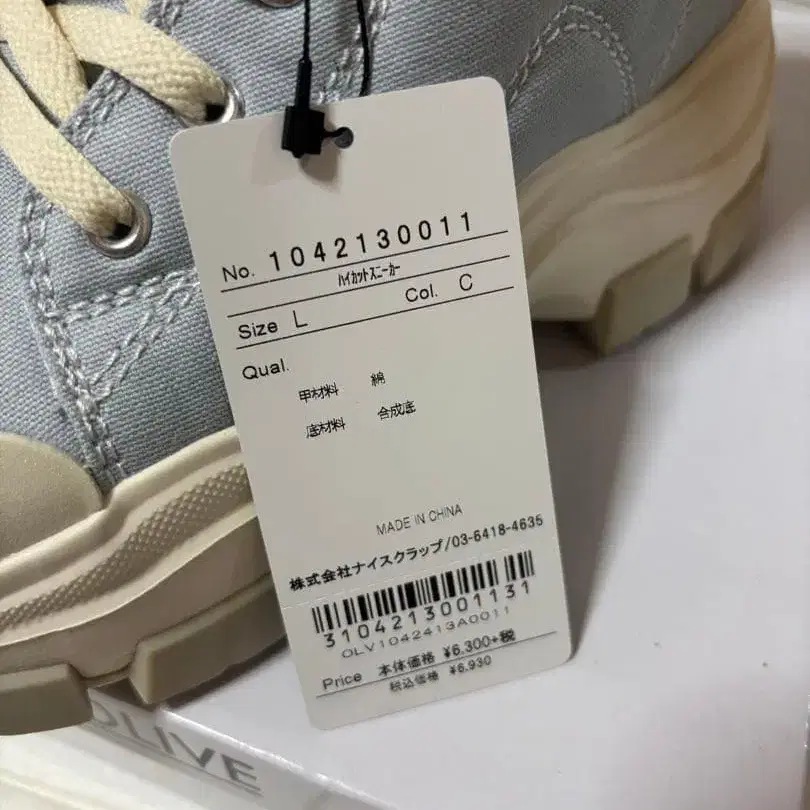 No. 1042130011
ハイカットスニーカー
Size L Col. C
Qual.
甲材料 綿
底材料 合成底
MADE IN CHINA
株式会社ナイスクラップ/03-6418-4635
3104213001131
OLV1042413A0011
Price 本体価格 ¥6,300+税
税込価格 ¥6,930
OLIVE